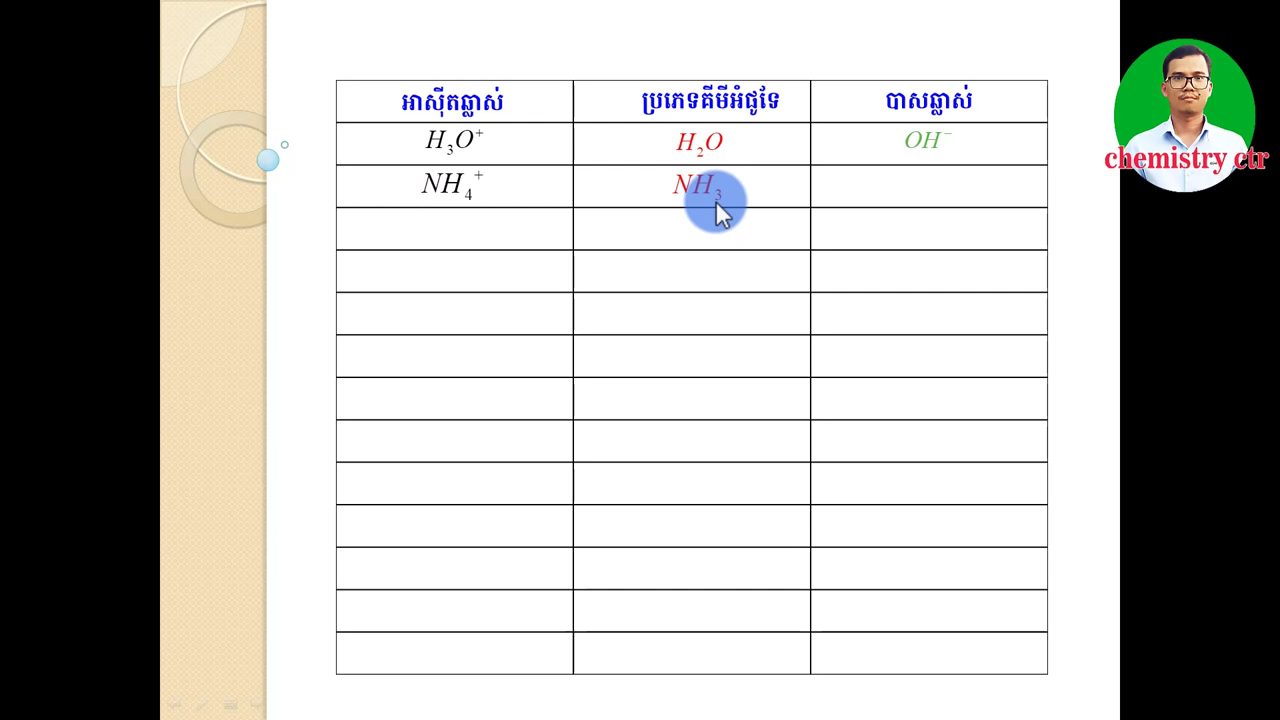 អាស៊ីតឆ្លាស់ ប្រភេទគីមីអំផូទែ បាសឆ្លាស់
H₃O⁺ H₂O OH⁻
NH₄⁺ NH₃
chemistry ctr